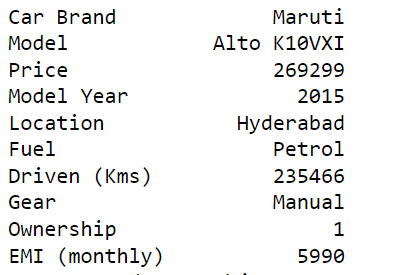 Car Brand Maruti
Model Alto K10VXI
Price 269299
Model Year 2015
Location Hyderabad
Fuel Petrol
Driven (Kms) 235466
Gear Manual
Ownership 1
EMI (monthly) 5990